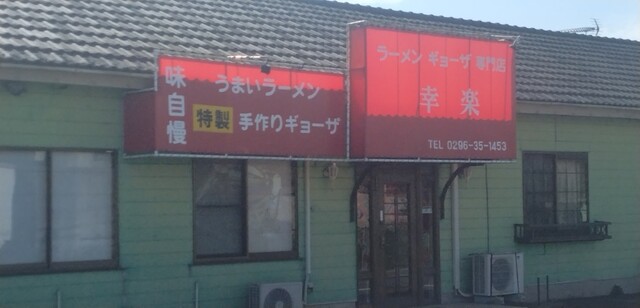 味自慢
うまいラーメン
特製 手作りギョーザ
ラーメン ギョーザ 専門店
幸楽
TEL 0296-35-1453